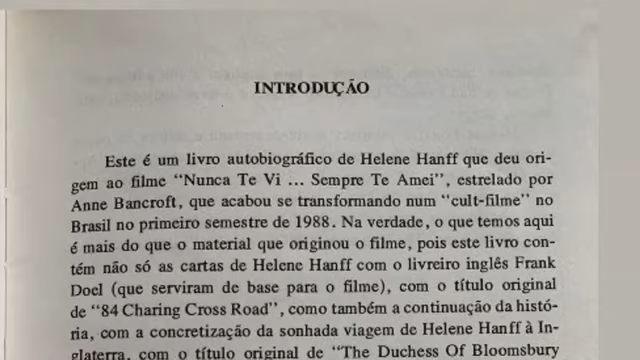 INTRODUÇÃO
Este é um livro autobiográfico de Helene Hanff que deu ori-
gem ao filme “Nunca Te Vi ... Sempre Te Amei”, estrelado por
Anne Bancroft, que acabou se transformando num “cult-filme” no
Brasil no primeiro semestre de 1988. Na verdade, o que temos aqui
é mais do que o material que originou o filme, pois este livro con-
tém não só as cartas de Helene Hanff com o livreiro inglês Frank
Doel (que serviram de base para o filme), com o título original
de “84 Charing Cross Road”, como também a continuação da histó-
ria, com a concretização da sonhada viagem de Helene Hanff à In-
glaterra, com o título original de “The Duchess Of Bloomsbury